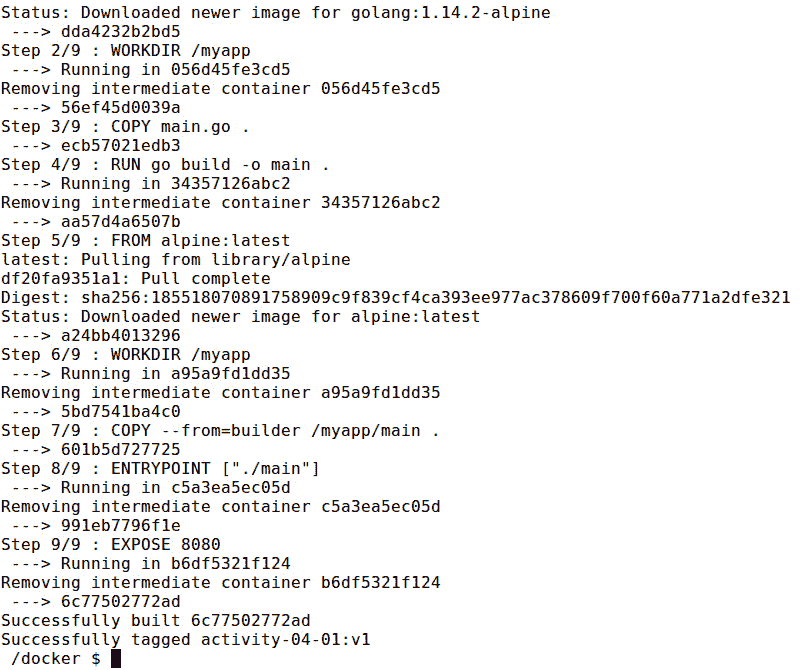 Status: Downloaded newer image for golang:1.14.2-alpine
 ---> dda4232b2bd5
Step 2/9 : WORKDIR /myapp
 ---> Running in 056d45fe3cd5
Removing intermediate container 056d45fe3cd5
 ---> 56ef45d0039a
Step 3/9 : COPY main.go .
 ---> ecb57021edb3
Step 4/9 : RUN go build -o main .
 ---> Running in 34357126abc2
Removing intermediate container 34357126abc2
 ---> aa57d4a6507b
Step 5/9 : FROM alpine:latest
latest: Pulling from library/alpine
df20fa9351a1: Pull complete
Digest: sha256:185518070891758909c9f839cf4ca393ee977ac378609f700f60a771a2dfe321
Status: Downloaded newer image for alpine:latest
 ---> a24bb4013296
Step 6/9 : WORKDIR /myapp
 ---> Running in a95a9fd1dd35
Removing intermediate container a95a9fd1dd35
 ---> 5bd7541ba4c0
Step 7/9 : COPY --from=builder /myapp/main .
 ---> 601b5d727725
Step 8/9 : ENTRYPOINT ["./main"]
 ---> Running in c5a3ea5ec05d
Removing intermediate container c5a3ea5ec05d
 ---> 991eb7796f1e
Step 9/9 : EXPOSE 8080
 ---> Running in b6df5321f124
Removing intermediate container b6df5321f124
 ---> 6c77502772ad
Successfully built 6c77502772ad
Successfully tagged activity-04-01:v1
 /docker $